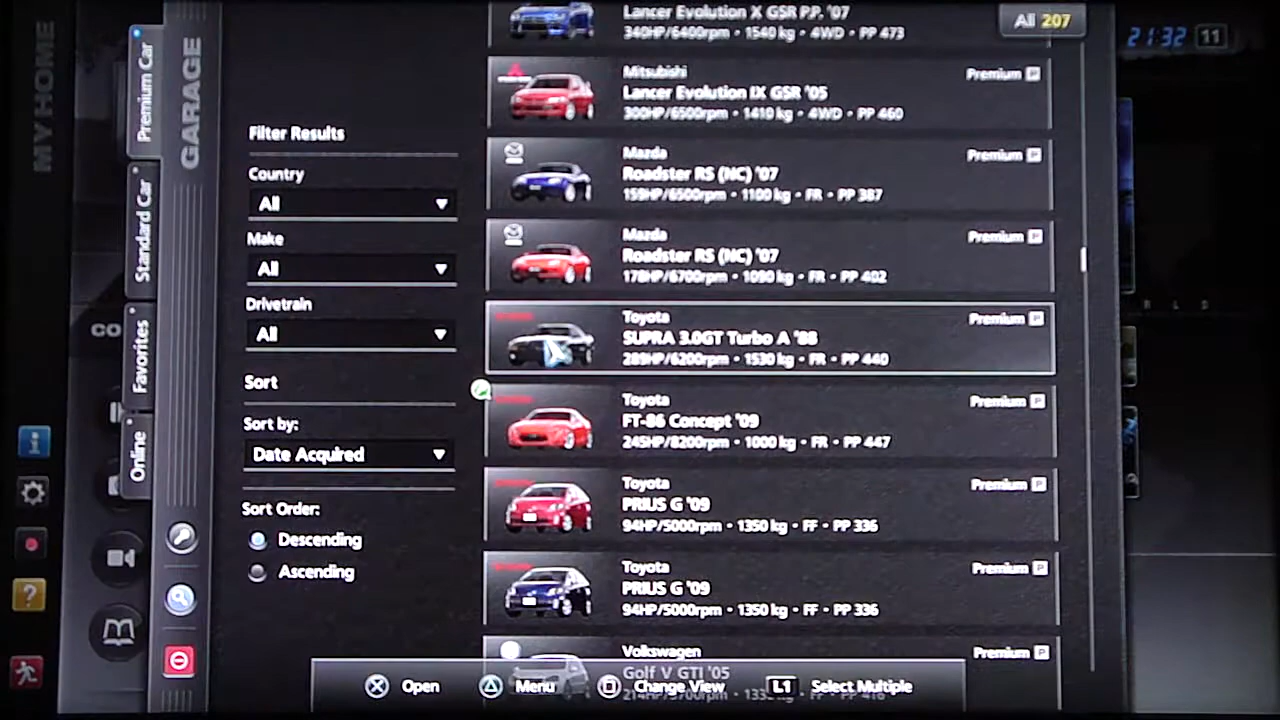 MY HOME
Premium Car
Standard Car
Favorites
Online
GARAGE
CO
Filter Results
Country
All
Make
All
Drivetrain
All
Sort
Sort by:
Date Acquired
Sort Order:
Descending
Ascending
All 207
21:32 11
Lancer Evolution X GSR P.P. '07
340HP/6400rpm • 1540 kg • 4WD • PP 473
Mitsubishi
Premium P
Lancer Evolution IX GSR '05
300HP/6500rpm • 1410 kg • 4WD • PP 460
Mazda
Premium P
Roadster RS (NC) '07
159HP/6500rpm • 1100 kg • FR • PP 387
Mazda
Premium P
Roadster RS (NC) '07
178HP/6700rpm • 1090 kg • FR • PP 402
Toyota
Premium P
SUPRA 3.0GT Turbo A '88
289HP/6200rpm • 1530 kg • FR • PP 440
Toyota
Premium P
FT-86 Concept '09
245HP/8200rpm • 1000 kg • FR • PP 447
Toyota
Premium P
PRIUS G '09
94HP/5000rpm • 1350 kg • FF • PP 336
Toyota
Premium P
PRIUS G '09
94HP/5000rpm • 1350 kg • FF • PP 336
Volkswagen
Premium P
Golf V GTI '05
R L D
Open
Menu
Change View
L1 Select Multiple